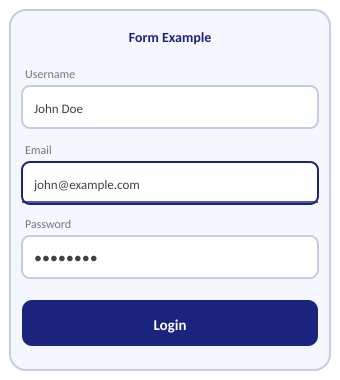 Form Example
Username
John Doe
Email
john@example.com
Password
●●●●●●●●
Login